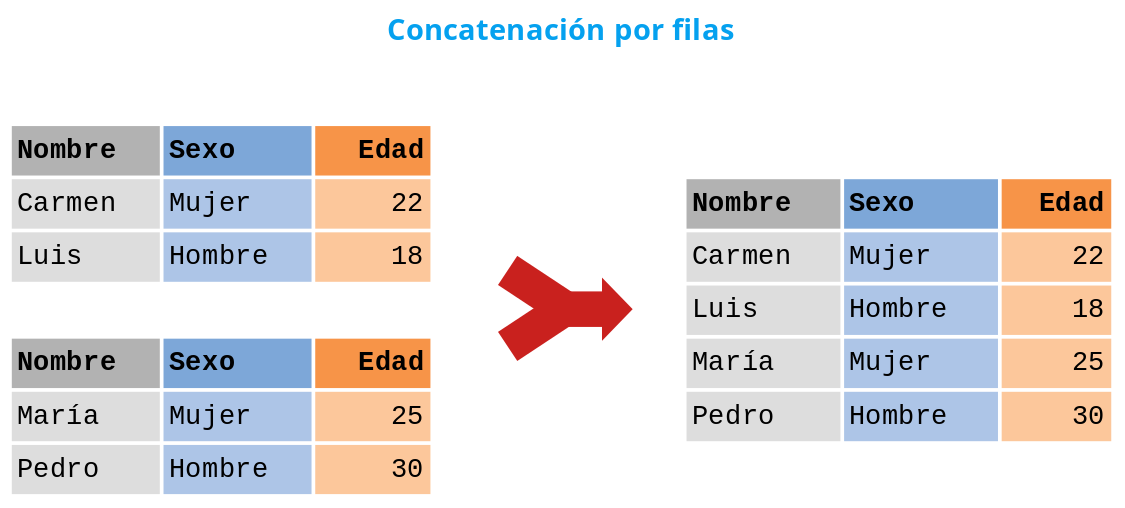 Concatenación por filas
Nombre Sexo Edad
Carmen Mujer 22
Luis Hombre 18
Nombre Sexo Edad
María Mujer 25
Pedro Hombre 30
Nombre Sexo Edad
Carmen Mujer 22
Luis Hombre 18
María Mujer 25
Pedro Hombre 30